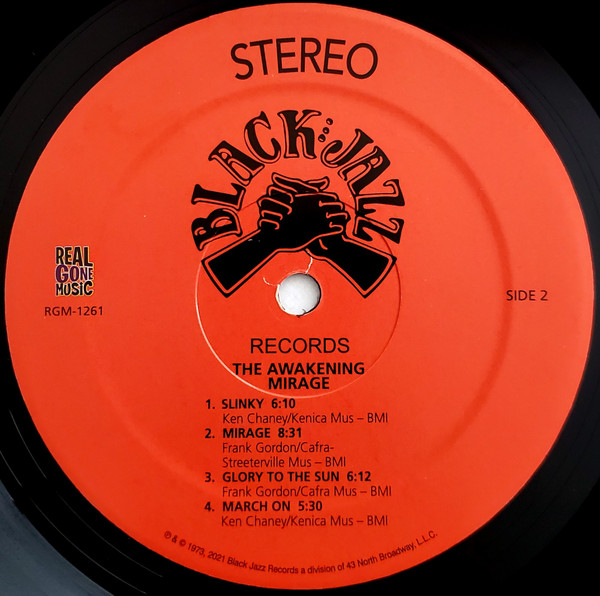 STEREO
BLACK JAZZ
REAL
GONE
MUSIC
RGM-1261
SIDE 2
RECORDS
THE AWAKENING
MIRAGE
1. SLINKY 6:10
Ken Chaney/Kenica Mus – BMI
2. MIRAGE 8:31
Frank Gordon/Cafra-
Streeterville Mus – BMI
3. GLORY TO THE SUN 6:12
Frank Gordon/Cafra Mus – BMI
4. MARCH ON 5:30
Ken Chaney/Kenica Mus – BMI
℗ & © 1973, 2021 Black Jazz Records a division of 43 North Broadway, L.L.C.